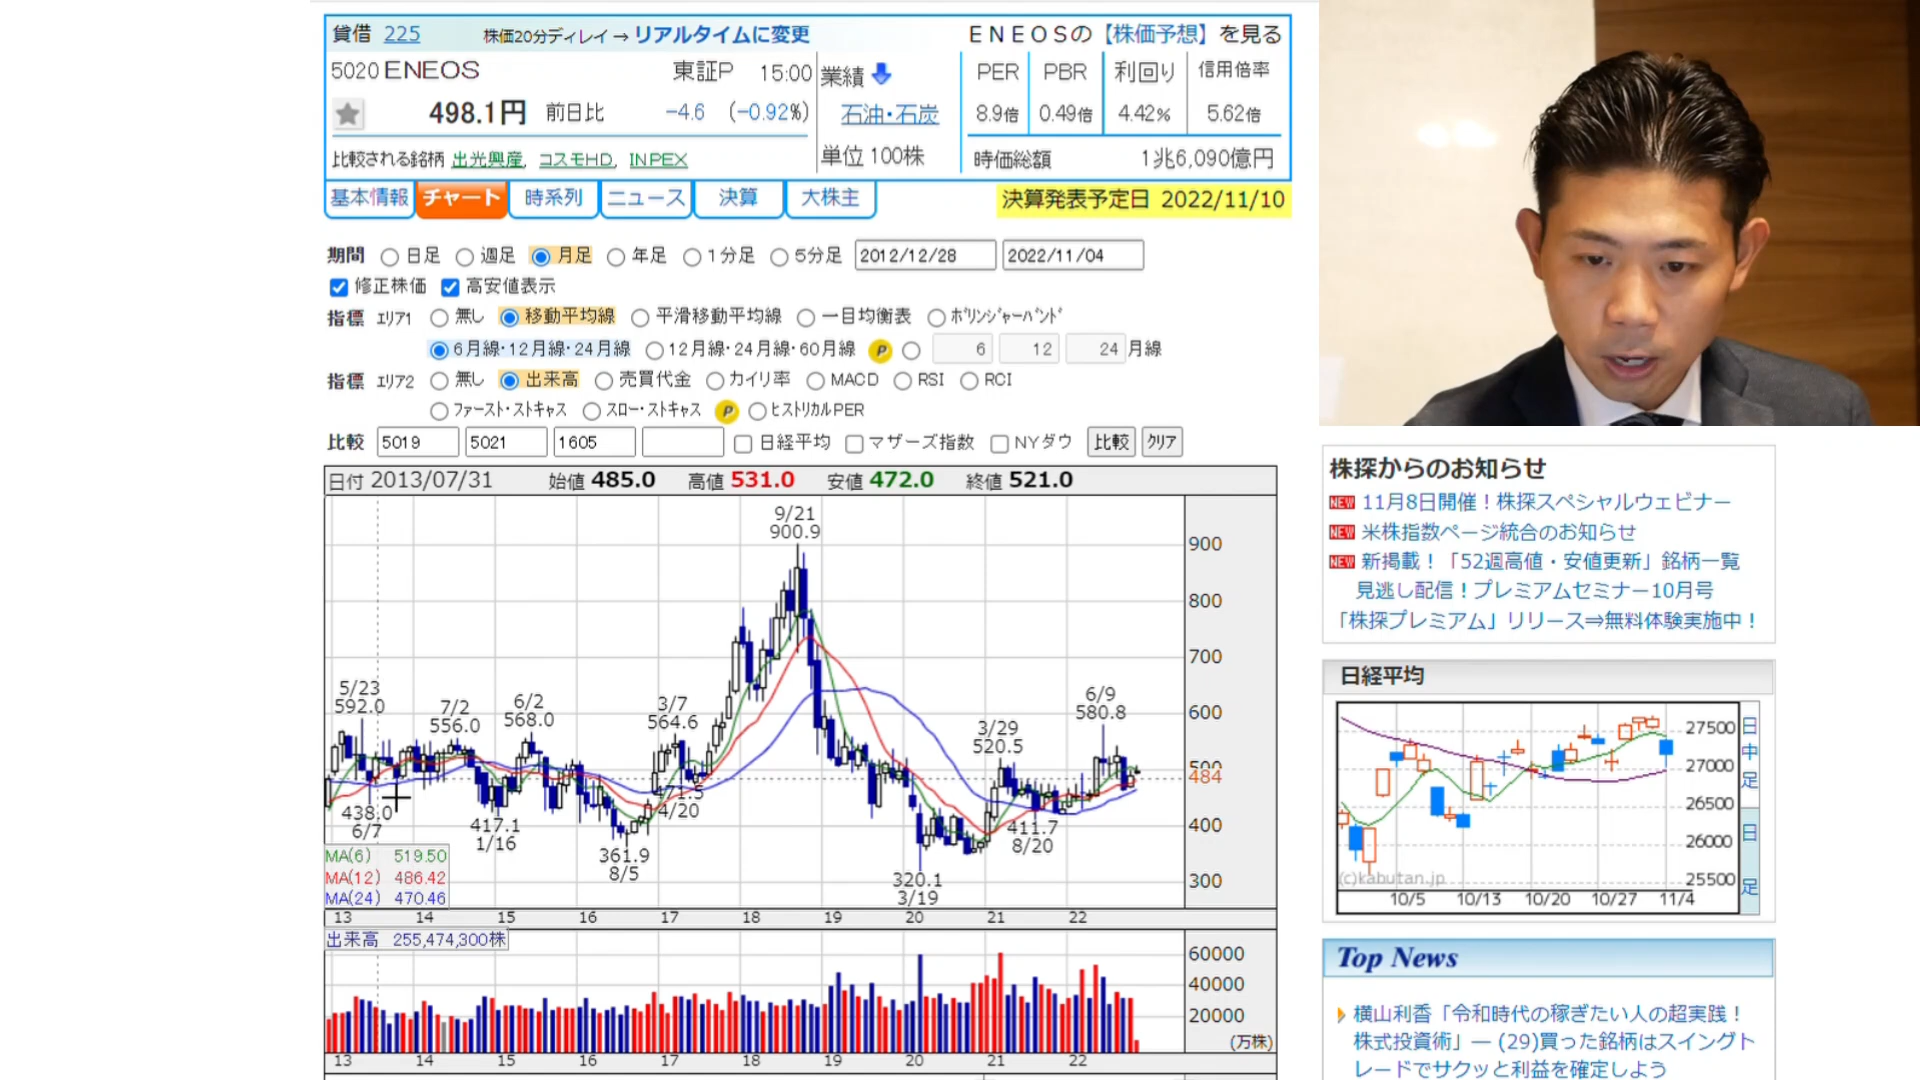 貸借 225 株価20分ディレイ → リアルタイムに変更 ENEOSの【株価予想】を見る
5020 ENEOS 東証P 15:00 業績 PER PBR 利回り 信用倍率
498.1円 前日比 -4.6 (-0.92%) 石油・石炭 8.9倍 0.49倍 4.42% 5.62倍
比較される銘柄 出光興産, コスモHD, INPEX 単位 100株 時価総額 1兆6,090億円
基本情報 チャート 時系列 ニュース 決算 大株主 決算発表予定日 2022/11/10
期間 日足 週足 月足 年足 1分足 5分足 2012/12/28 2022/11/04
修正株価 高安値表示
指標 エリア1 無し 移動平均線 平滑移動平均線 一目均衡表 ボリンジャーバンド
6月線・12月線・24月線 12月線・24月線・60月線 P 6 12 24 月線
指標 エリア2 無し 出来高 売買代金 カイリ率 MACD RSI RCI
ファースト・ストキャス スロー・ストキャス P ヒストリカルPER
比較 5019 5021 1605 日経平均 マザーズ指数 NYダウ 比較 クリア
日付 2013/07/31 始値 485.0 高値 531.0 安値 472.0 終値 521.0
9/21
900.9
900
800
700
600
500
484
400
300
5/23
592.0
7/2
556.0
6/2
568.0
3/7
564.6
3/29
520.5
6/9
580.8
438.0
6/7
417.1
1/16
361.9
8/5
471.5
4/20
320.1
3/19
411.7
8/20
MA(6) 519.50
MA(12) 486.42
MA(24) 470.46
13 14 15 16 17 18 19 20 21 22
出来高 255,474,300株
60000
40000
20000
(万株)
13 14 15 16 17 18 19 20 21 22
株探からのお知らせ
NEW 11月8日開催！株探スペシャルウェビナー
NEW 米株指数ページ統合のお知らせ
NEW 新掲載！「52週高値・安値更新」銘柄一覧
見逃し配信！プレミアムセミナー10月号
「株探プレミアム」リリース⇒無料体験実施中！
日経平均
27500
27000
26500
26000
25500
(c)kabutan.jp
10/5 10/13 10/20 10/27 11/4
日
中
足
日
足
Top News
横山利香「令和時代の稼ぎたい人の超実践！
株式投資術」― (29)買った銘柄はスイングト
レードでサクッと利益を確定しよう